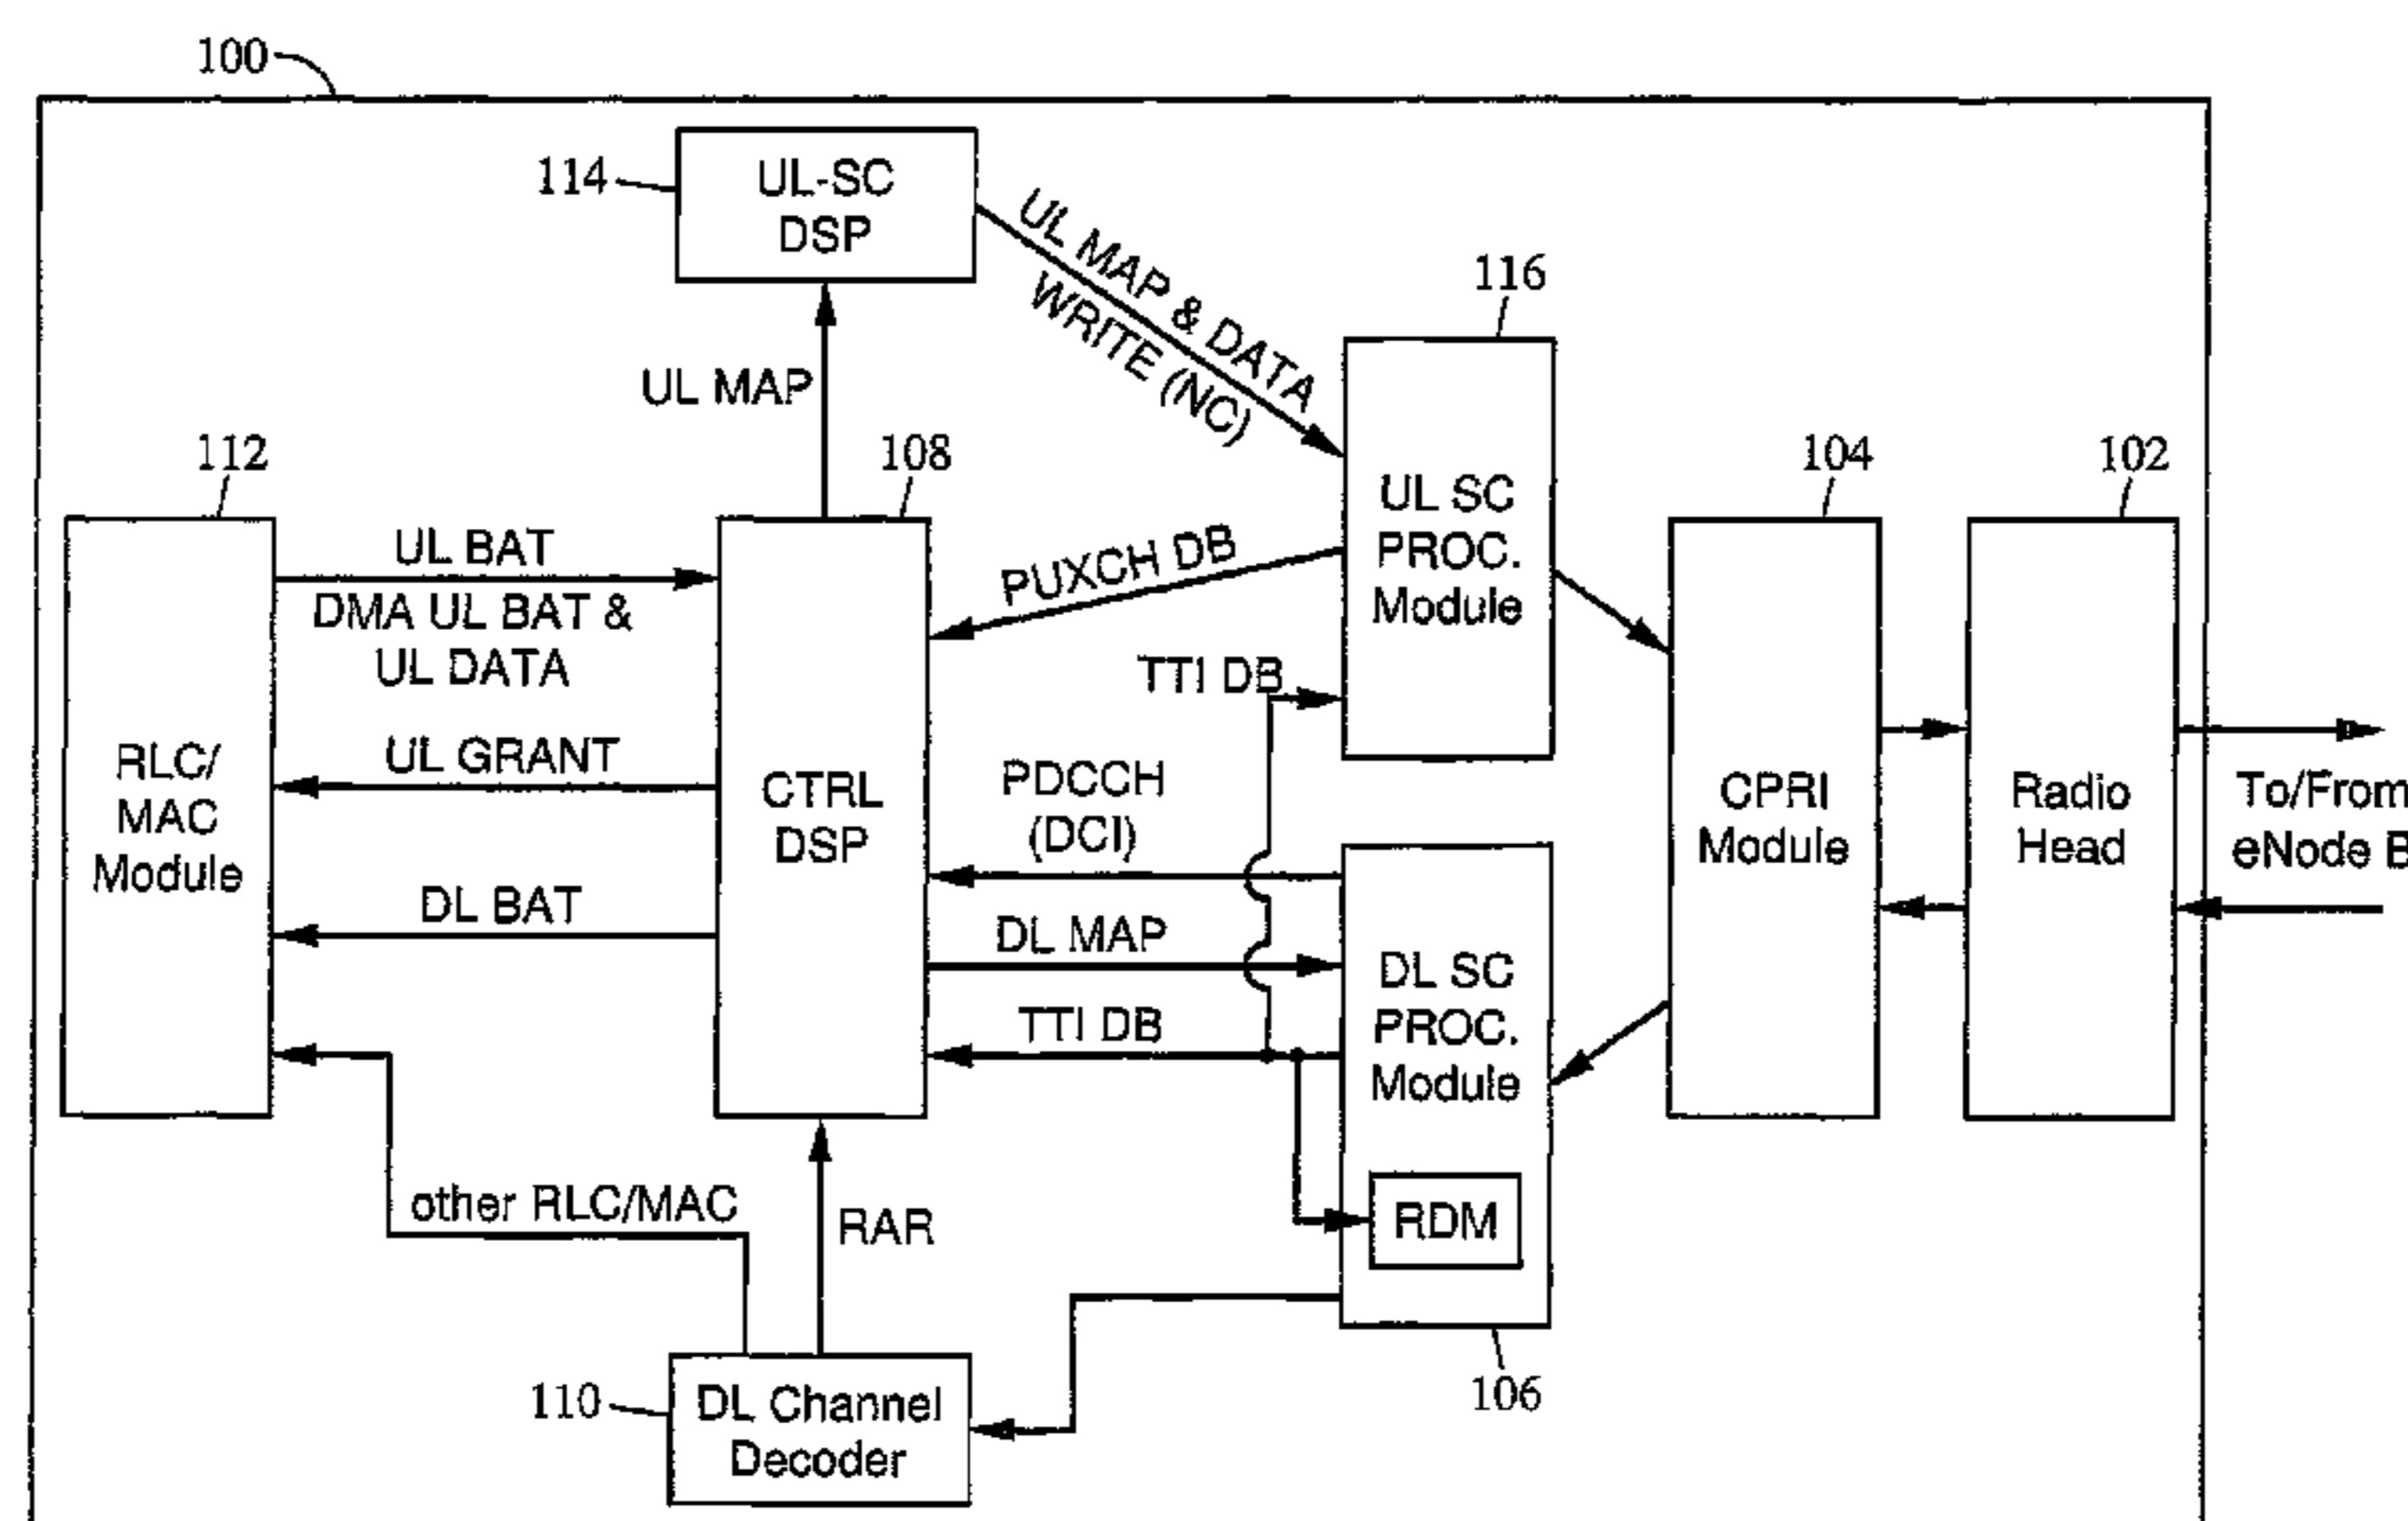 100
114
UL-SC
DSP
UL MAP & DATA
WRITE (NC)
116
UL MAP
112
108
104
102
UL BAT
DMA UL BAT &
UL DATA
PUXCH DB
UL SC
PROC.
Module
TTI DB
RLC/
MAC
Module
UL GRANT
CTRL
DSP
PDCCH
(DCI)
CPRI
Module
Radio
Head
To/From
eNode B
DL BAT
DL MAP
DL SC
PROC.
Module
TTI DB
other RLC/MAC
RAR
RDM
110
DL Channel
Decoder
106